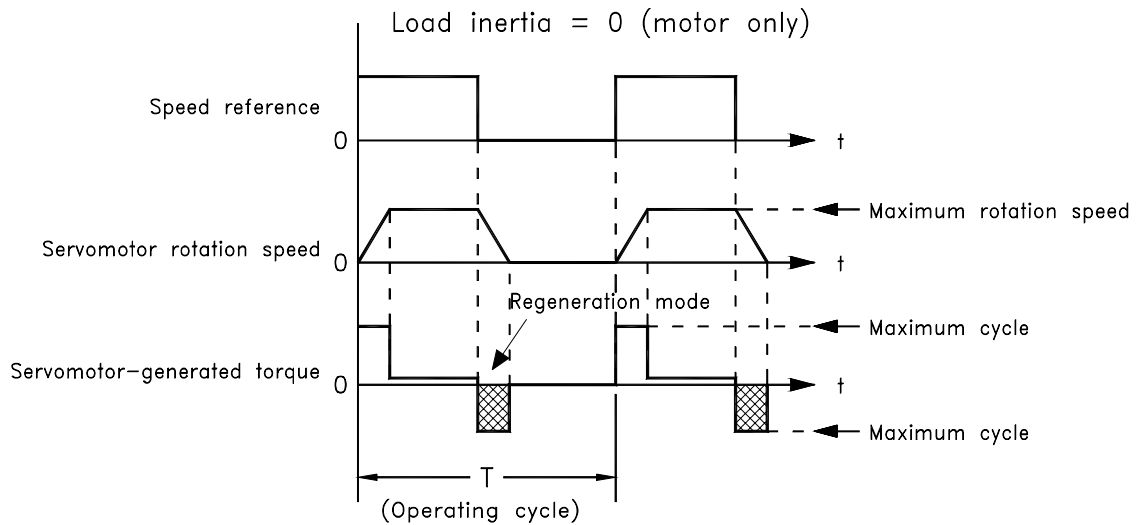 Load inertia = 0 (motor only)
Speed reference
0
t
Maximum rotation speed
Servomotor rotation speed
0
t
Regeneration mode
Maximum cycle
Servomotor-generated torque
0
t
Maximum cycle
T
(Operating cycle)